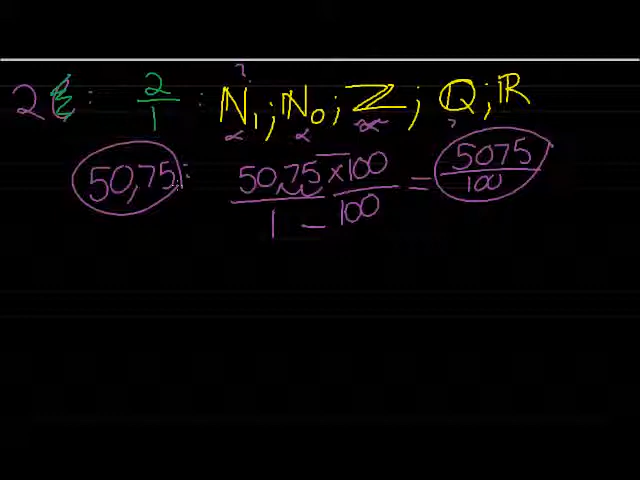 2 : 2/1 : N₁ ; N₀ ; Z ; Q ; R
50,75 : 50,75/1 × 100/100 = 5075/100